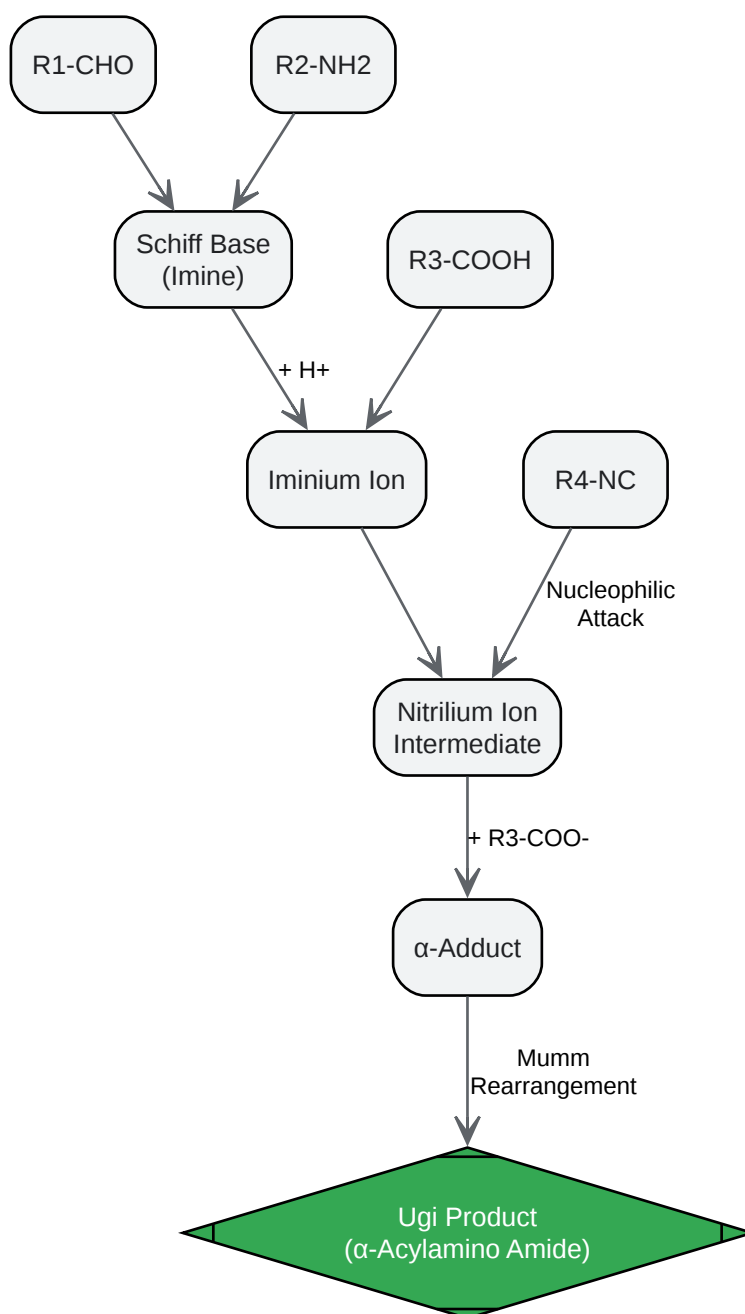 R1-CHO
R2-NH2
Schiff Base
(Imine)
R3-COOH
+ H+
Iminium Ion
R4-NC
Nucleophilic
Attack
Nitrilium Ion
Intermediate
+ R3-COO-
α-Adduct
Mumm
Rearrangement
Ugi Product
(α-Acylamino Amide)